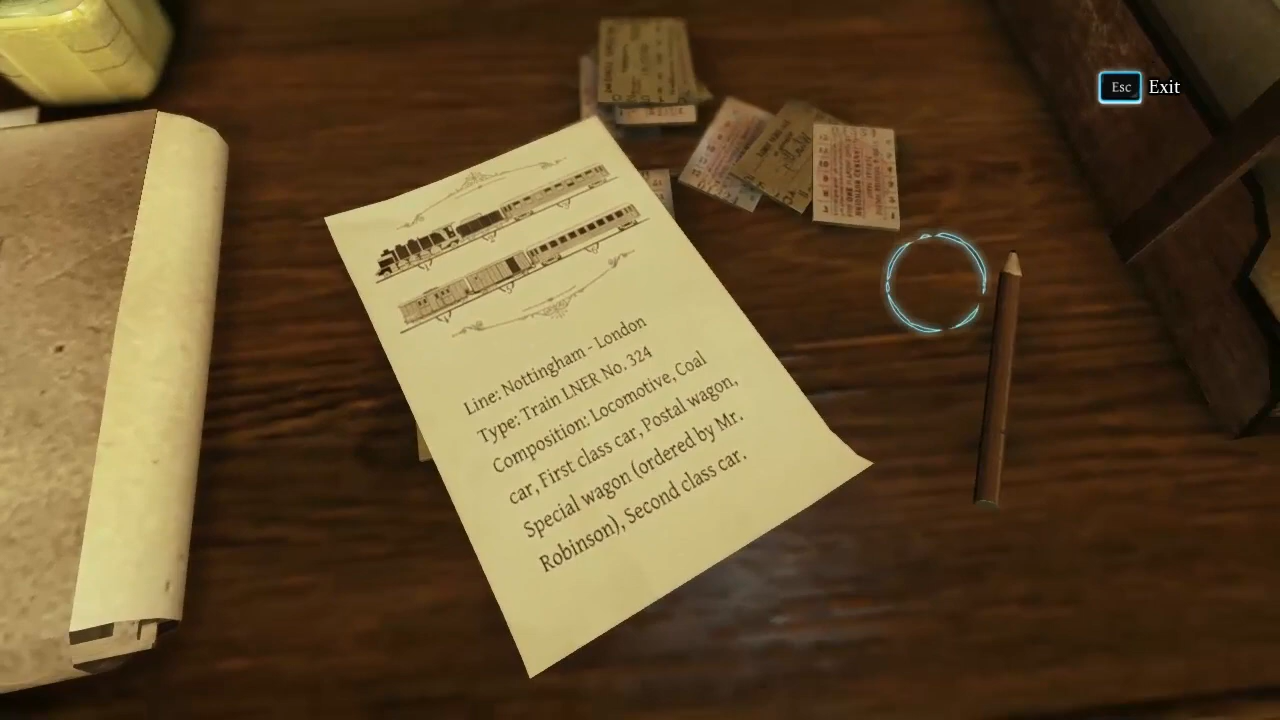 Esc Exit
Line: Nottingham - London
Type: Train LNER No. 324
Composition: Locomotive, Coal
car, First class car, Postal wagon,
Special wagon (ordered by Mr.
Robinson), Second class car.